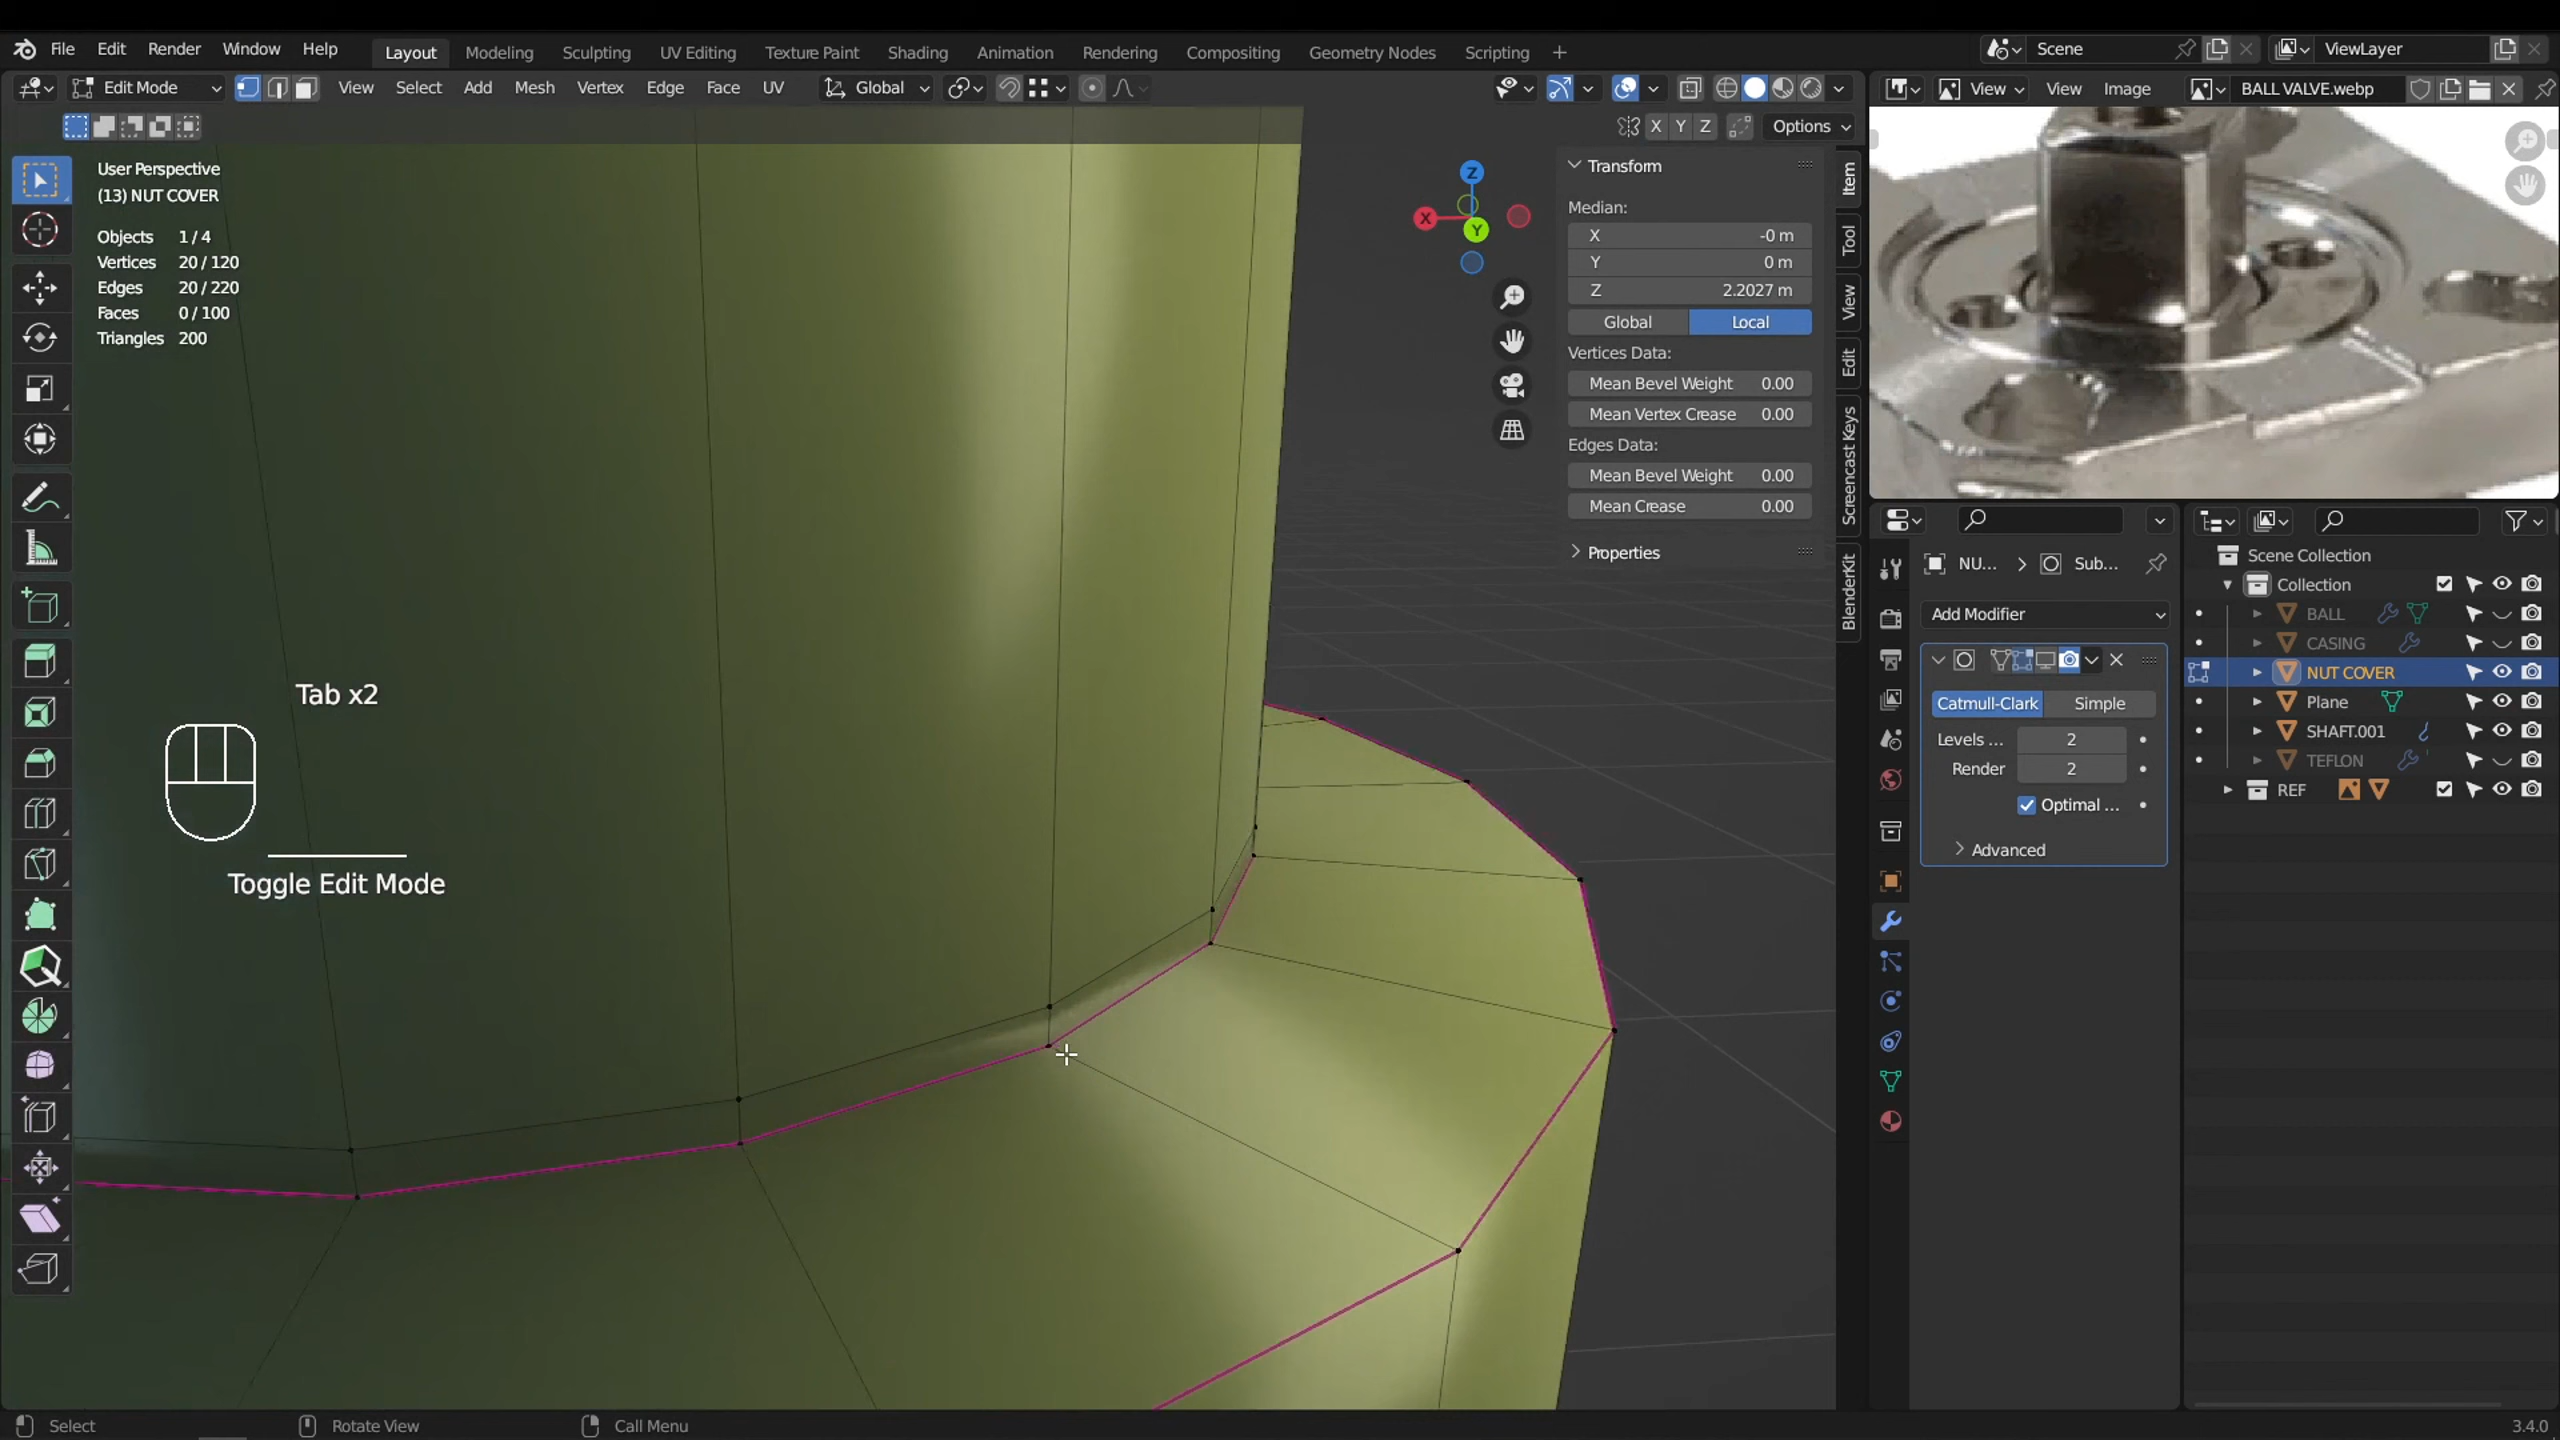 File Edit Render Window Help Layout Modeling Sculpting UV Editing Texture Paint Shading Animation Rendering Compositing Geometry Nodes Scripting + Scene ViewLayer
Edit Mode View Select Add Mesh Vertex Edge Face UV Global View View Image BALL VALVE.webp
X Y Z Options
User Perspective
(13) NUT COVER
Objects 1 / 4
Vertices 20 / 120
Edges 20 / 220
Faces 0 / 100
Triangles 200
Z
X
Y
Transform
Median:
X -0 m
Y 0 m
Z 2.2027 m
Global Local
Vertices Data:
Mean Bevel Weight 0.00
Mean Vertex Crease 0.00
Edges Data:
Mean Bevel Weight 0.00
Mean Crease 0.00
Properties
Item
Tool
View
Edit
Screencast Keys
BlenderKit
Tab x2
Toggle Edit Mode
NU... Sub...
Add Modifier
Catmull-Clark Simple
Levels ... 2
Render 2
Optimal ...
Advanced
Scene Collection
Collection
BALL
CASING
NUT COVER
Plane
SHAFT.001
TEFLON
REF
Select Rotate View Call Menu 3.4.0